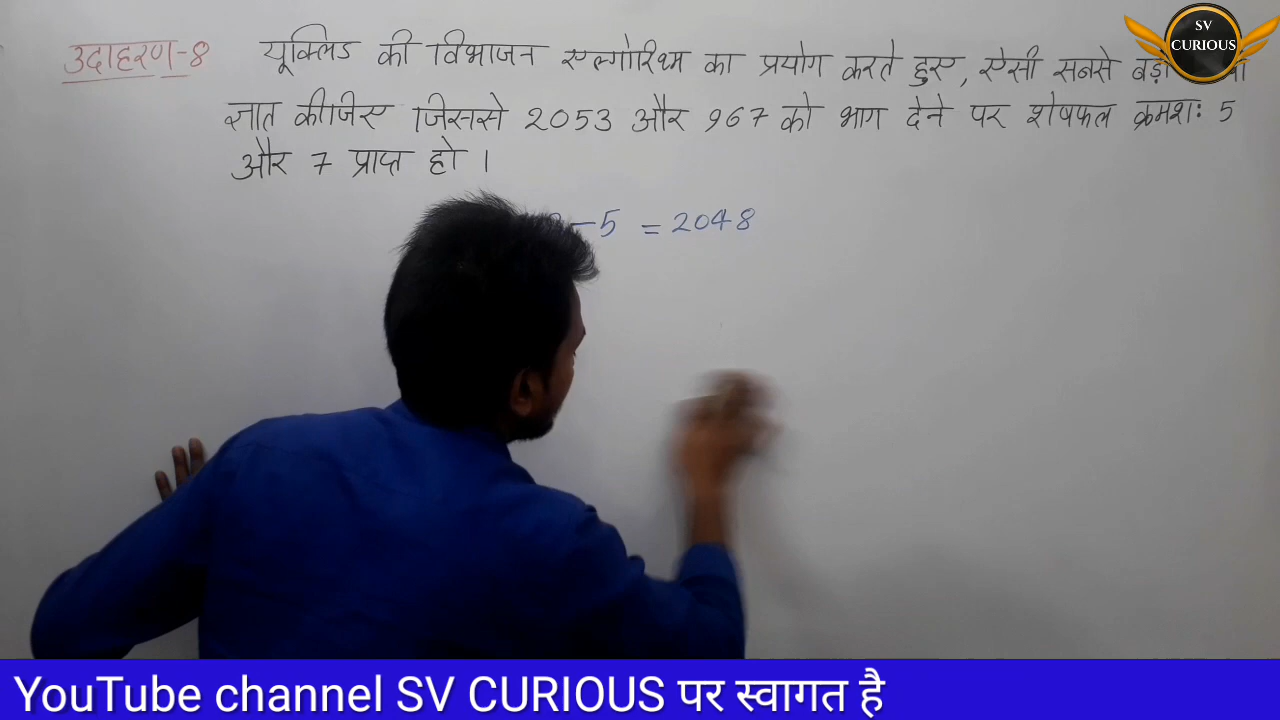 उदाहरण-8 यूक्लिड की विभाजन एल्गोरिथ्म का प्रयोग करते हुए, ऐसी सबसे बड़ी
ज्ञात कीजिए जिससे 2053 और 967 को भाग देने पर शेषफल क्रमशः 5
और 7 प्राप्त हो ।
-5 = 2048
SV
CURIOUS
YouTube channel SV CURIOUS पर स्वागत है